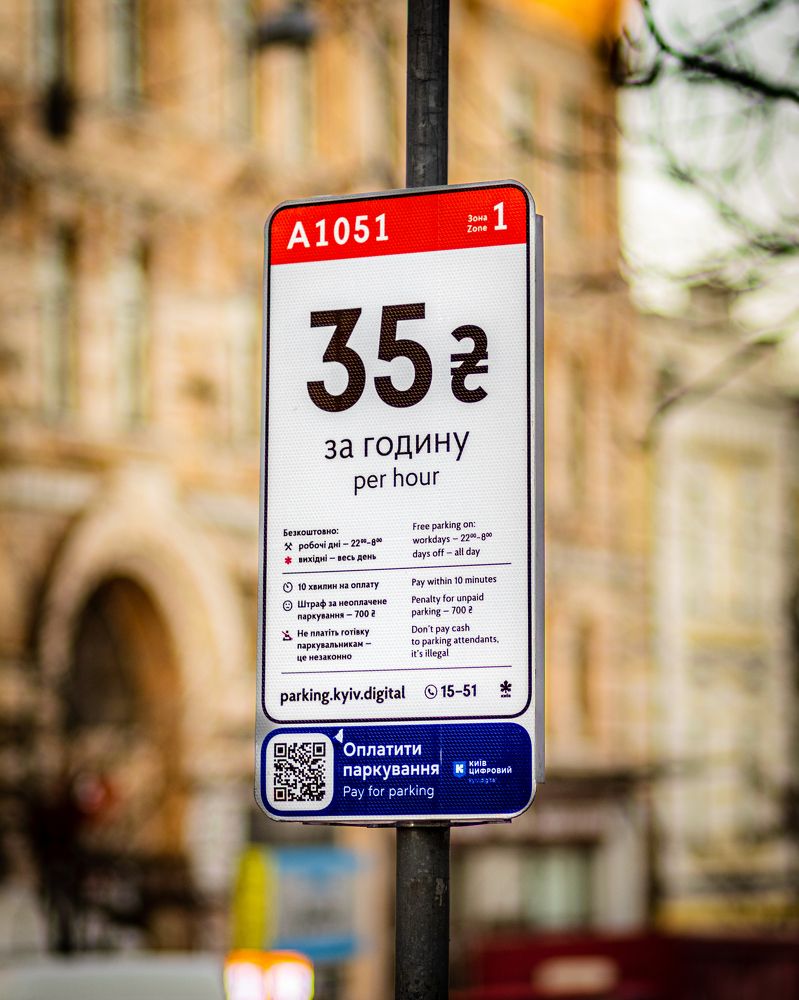 A1051
Зона
Zone
1
35 ₴
за годину
per hour
Безкоштовно:
робочі дні – 22⁰⁰–8⁰⁰
вихідні – весь день
Free parking on:
workdays – 22⁰⁰–8⁰⁰
days off – all day
10 хвилин на оплату
Штраф за неоплачене
паркування – 700 ₴
Не платіть готівку
паркувальникам –
це незаконно
Pay within 10 minutes
Penalty for unpaid
parking – 700 ₴
Don't pay cash
to parking attendants,
it's illegal
parking.kyiv.digital
15–51
Оплатити
паркування
Pay for parking
КИЇВ
ЦИФРОВИЙ
kyiv.digital